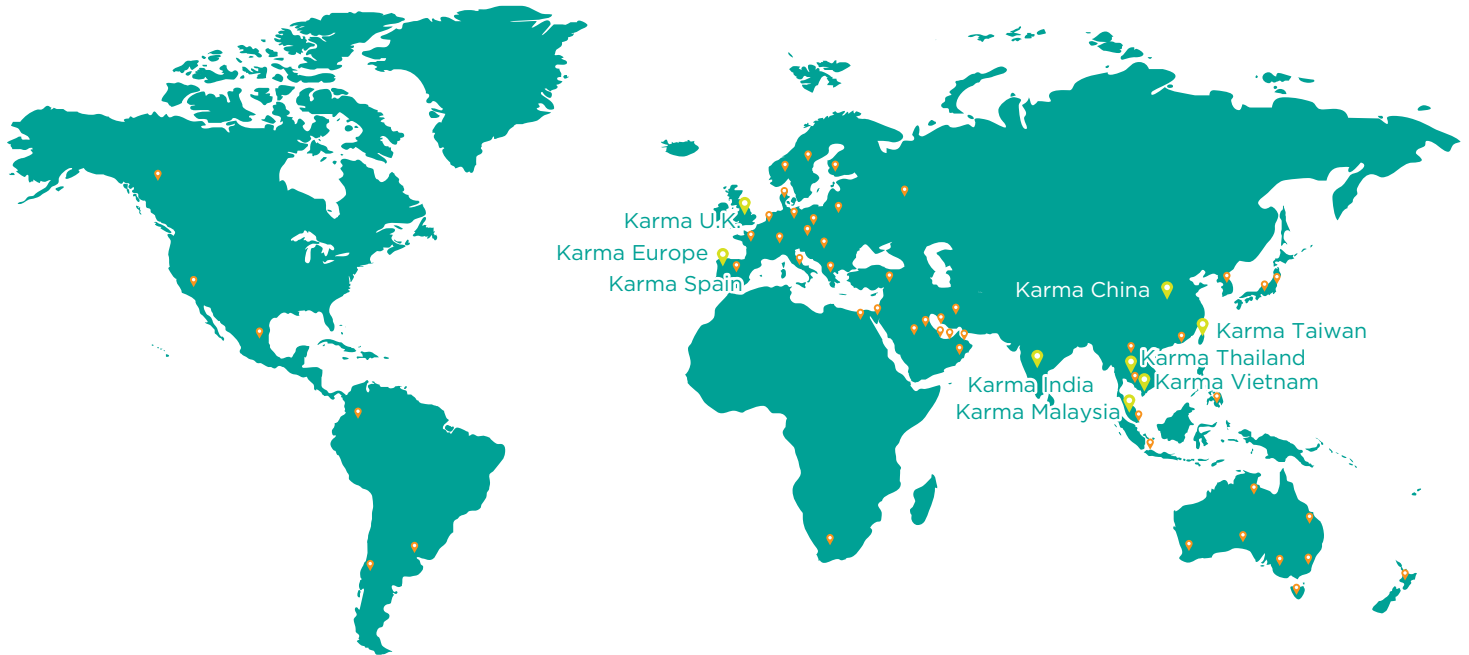 Karma U.K.
Karma Europe
Karma Spain
Karma China
Karma Taiwan
Karma Thailand
Karma India
Karma Vietnam
Karma Malaysia